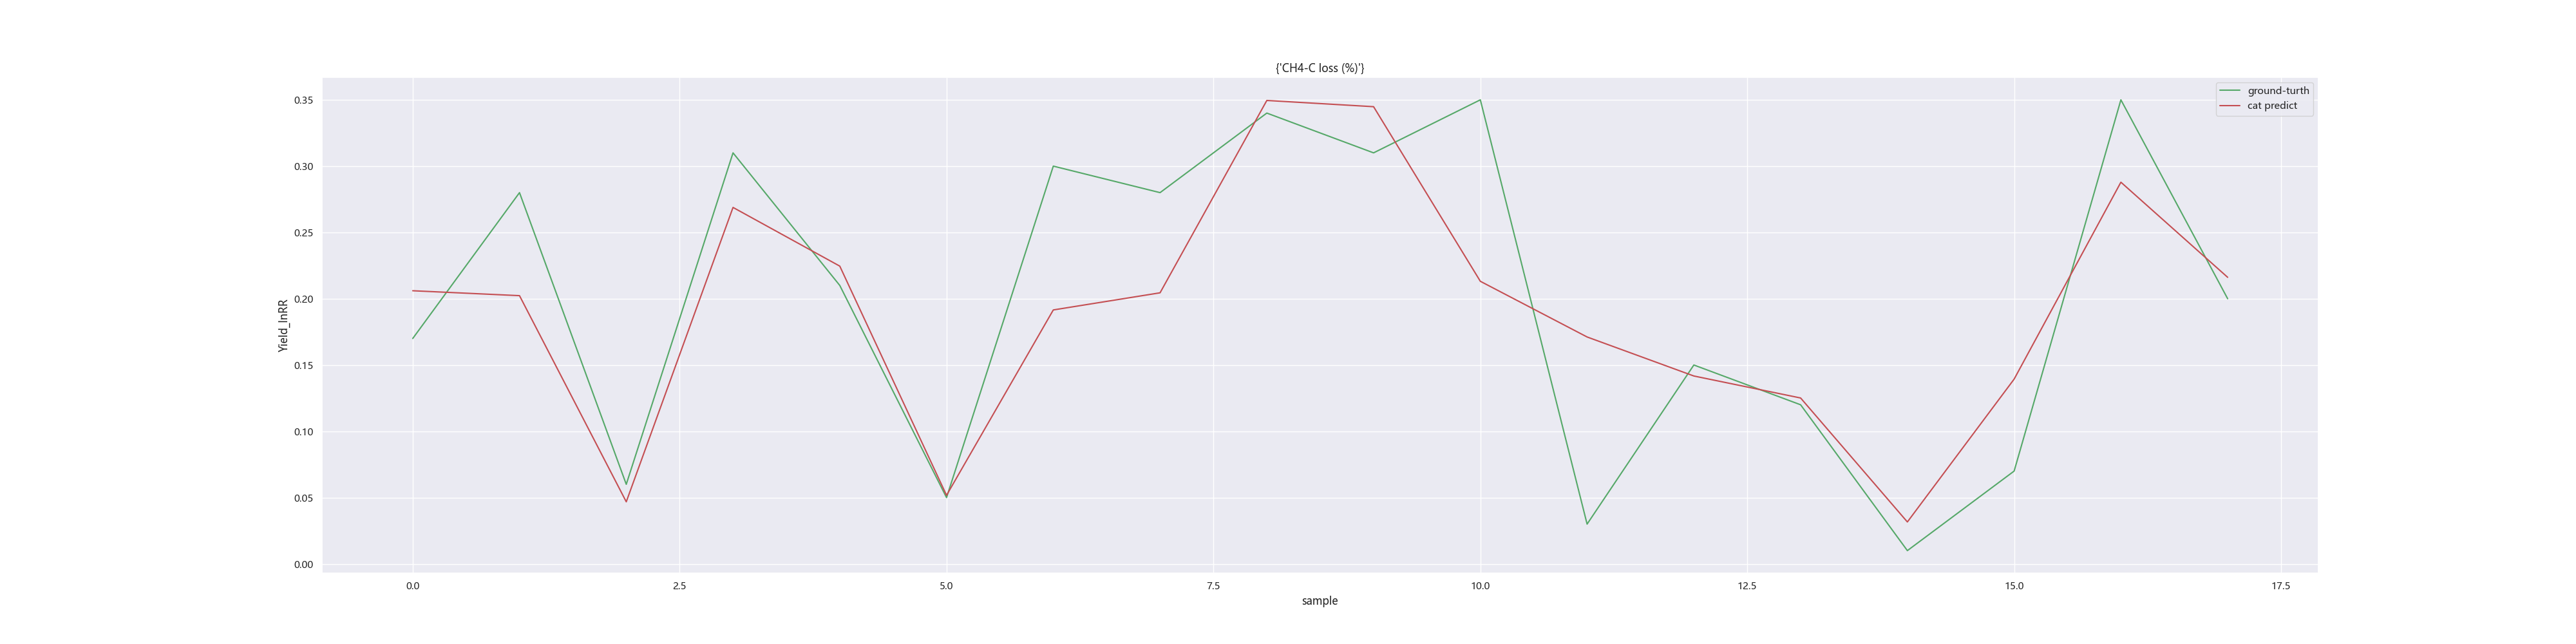 {'CH4-C loss (%)'}
ground-turth
cat predict
0.35
0.30
0.25
0.20
0.15
0.10
0.05
0.00
Yield_lnRR
0.0 2.5 5.0 7.5 10.0 12.5 15.0 17.5
sample